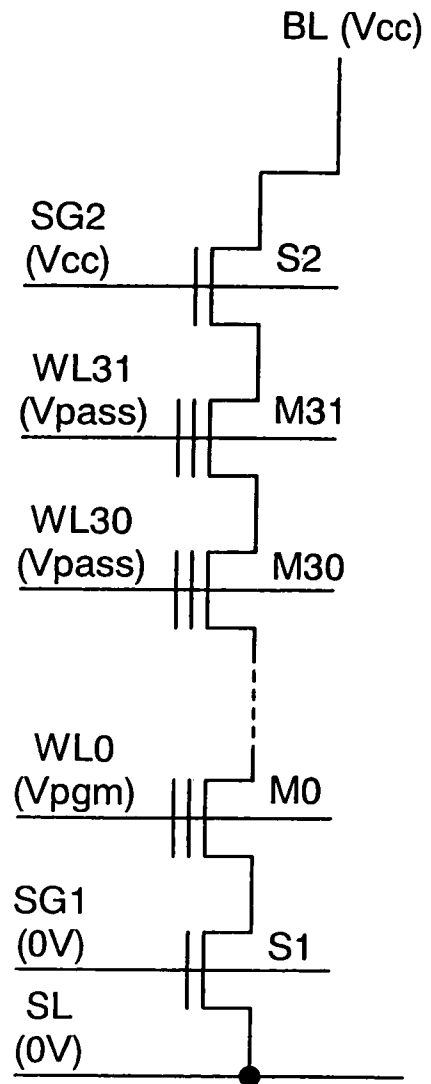 BL (Vcc)
SG2
(Vcc)
S2
WL31
(Vpass)
M31
WL30
(Vpass)
M30
WL0
(Vpgm)
M0
SG1
(0V)
S1
SL
(0V)